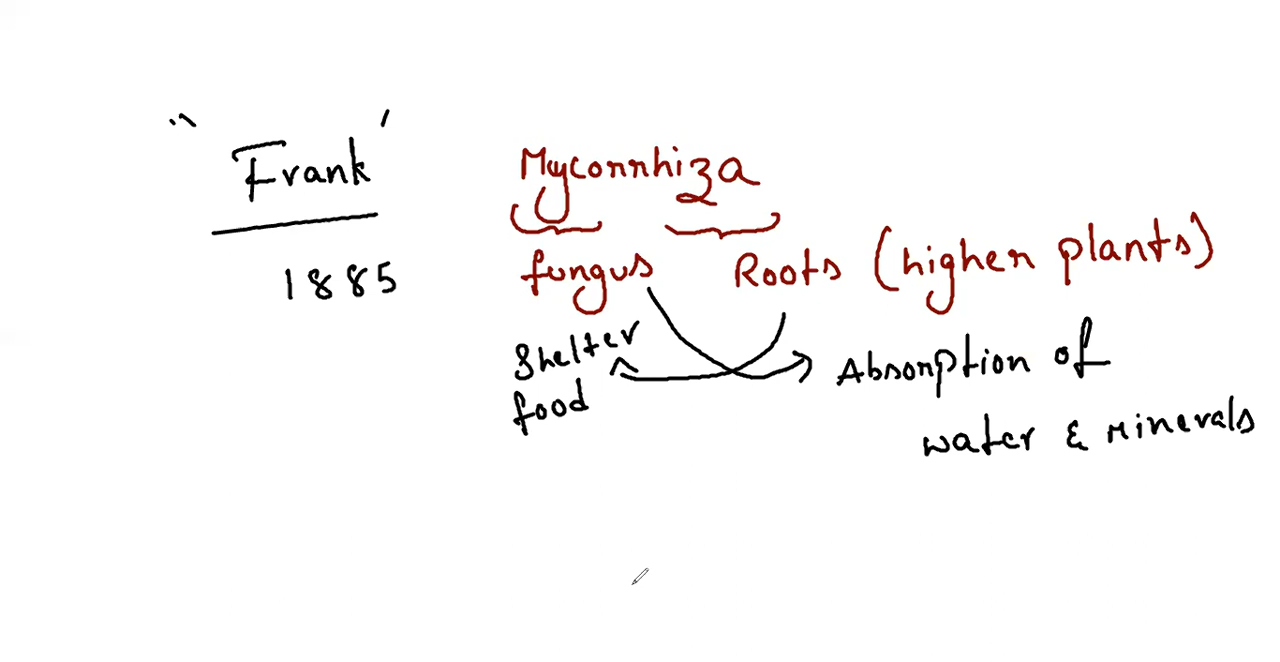 "Frank'
1885
Mycorrhiza
fungus Roots (higher plants)
Shelter
food
Absorption of
water & minerals